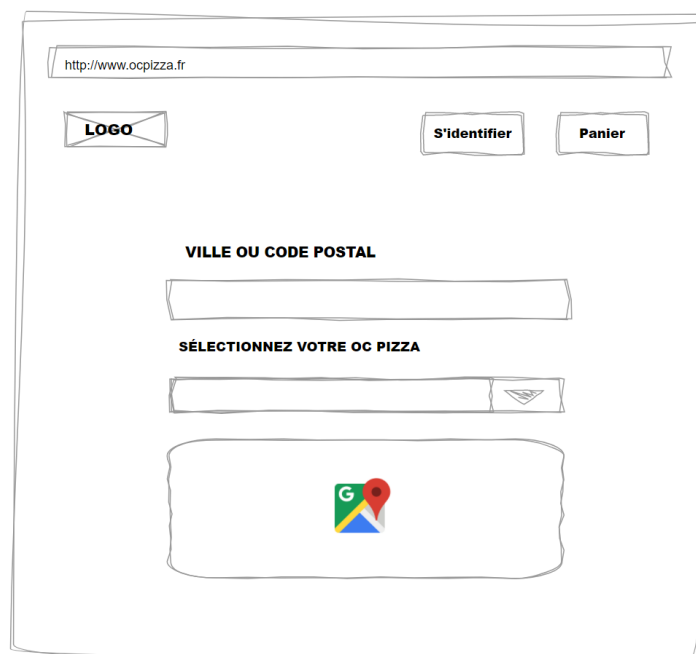 http://www.ocpizza.fr
LOGO
S'identifier
Panier
VILLE OU CODE POSTAL
SÉLECTIONNEZ VOTRE OC PIZZA
G